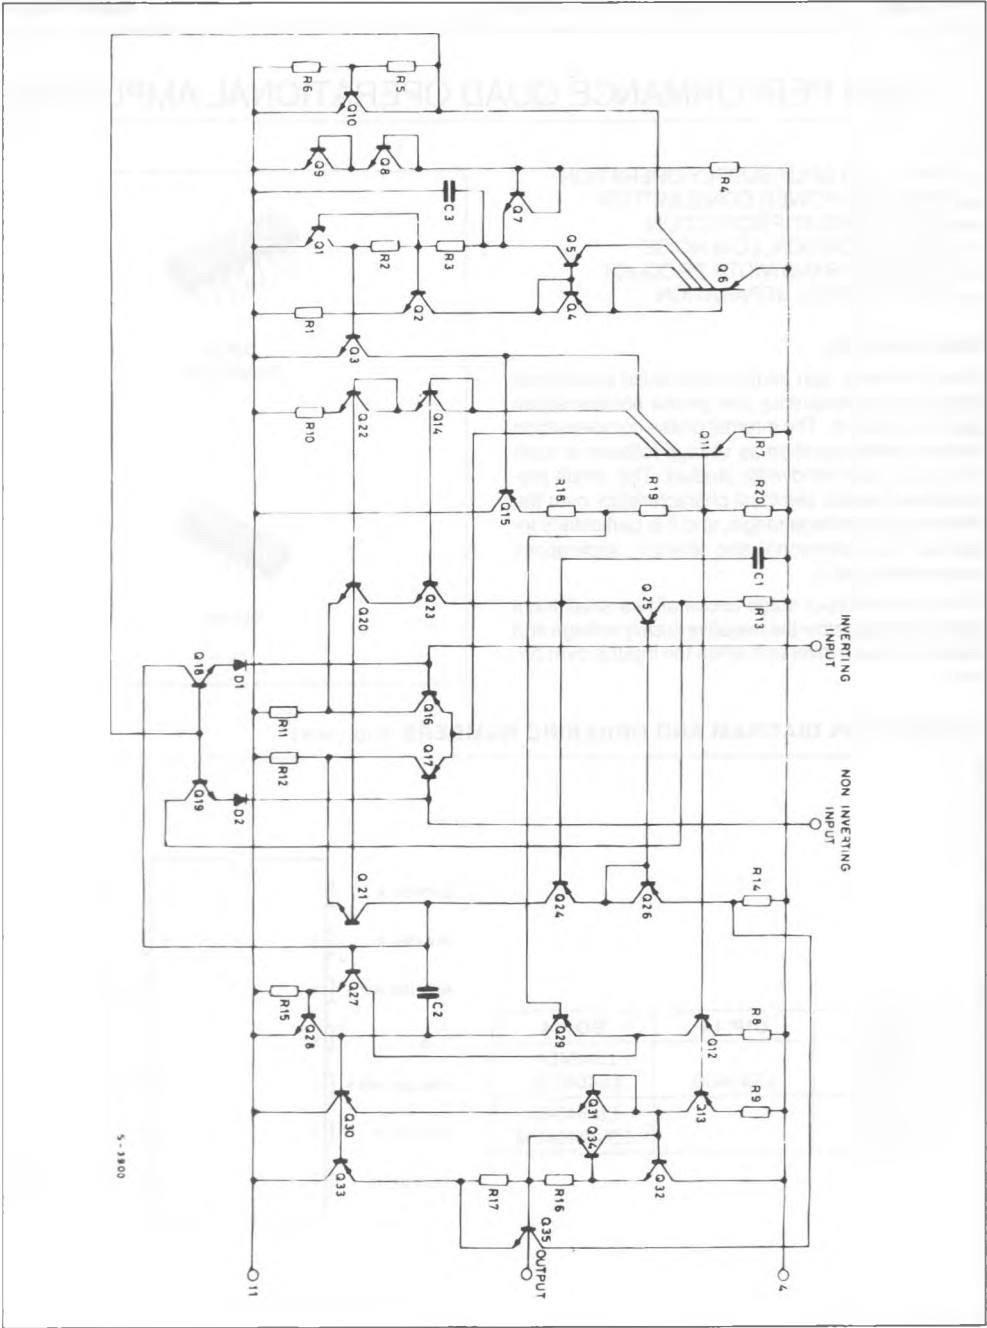 INVERTING
INPUT
NON INVERTING
INPUT
4
R4
R7
R20
C1
R13
R14
R8
R9
Q6
Q11
Q12
Q13
R19
Q25
Q26
Q32
Q5
Q4
R18
Q24
Q29
Q31
Q34
R16
Q7
Q15
R17
Q35
OUTPUT
C3
R3
Q2
Q14
Q23
Q16
Q17
C2
R5
Q8
R2
Q10
Q9
Q1
Q3
Q22
Q20
Q21
Q27
Q30
Q33
R6
R1
R10
R11
R12
R15
Q28
11
D1
D2
Q18
Q19
S-3900